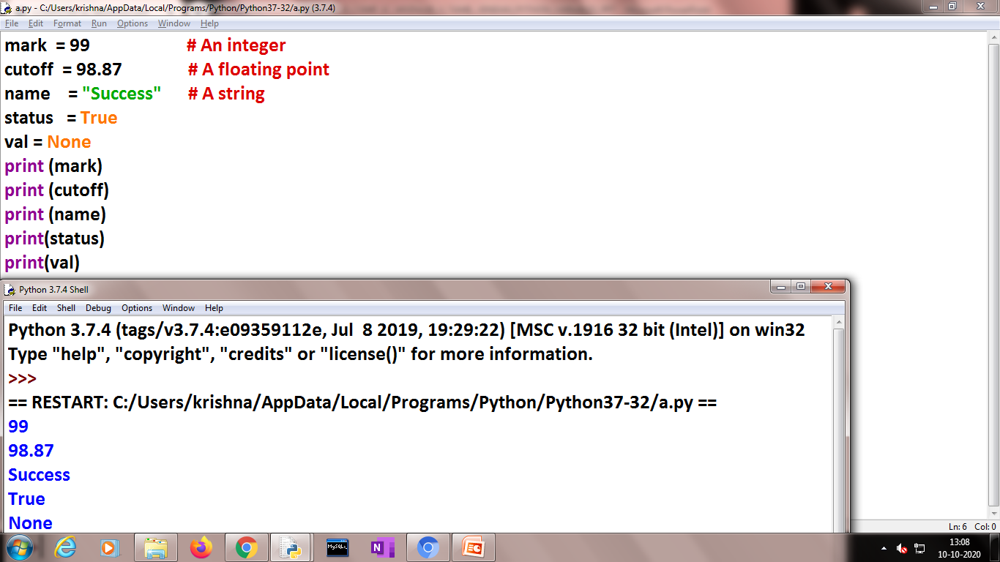 a.py - C:/Users/krishna/AppData/Local/Programs/Python/Python37-32/a.py (3.7.4)
File Edit Format Run Options Window Help
mark  = 99 # An integer
cutoff  = 98.87 # A floating point
name    = "Success" # A string
status   = True
val = None
print (mark)
print (cutoff)
print (name)
print(status)
print(val)
Python 3.7.4 Shell
File Edit Shell Debug Options Window Help
Python 3.7.4 (tags/v3.7.4:e09359112e, Jul  8 2019, 19:29:22) [MSC v.1916 32 bit (Intel)] on win32
Type "help", "copyright", "credits" or "license()" for more information.
>>>
== RESTART: C:/Users/krishna/AppData/Local/Programs/Python/Python37-32/a.py ==
99
98.87
Success
True
None
Ln: 6 Col: 0
MySQL
N
13:08
10-10-2020